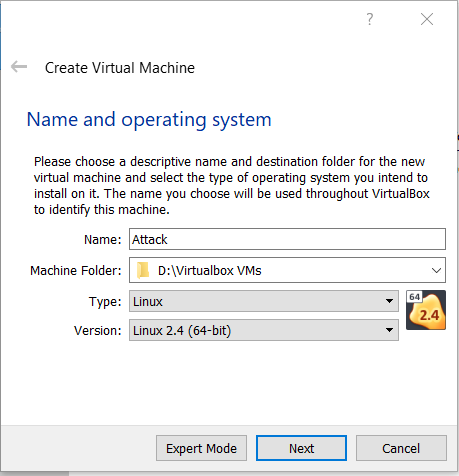 ?
Create Virtual Machine
Name and operating system
Please choose a descriptive name and destination folder for the new
virtual machine and select the type of operating system you intend to
install on it. The name you choose will be used throughout VirtualBox
to identify this machine.
Name: Attack
Machine Folder: D:\Virtualbox VMs
Type: Linux
64
Version: Linux 2.4 (64-bit)
2.4
Expert Mode Next Cancel